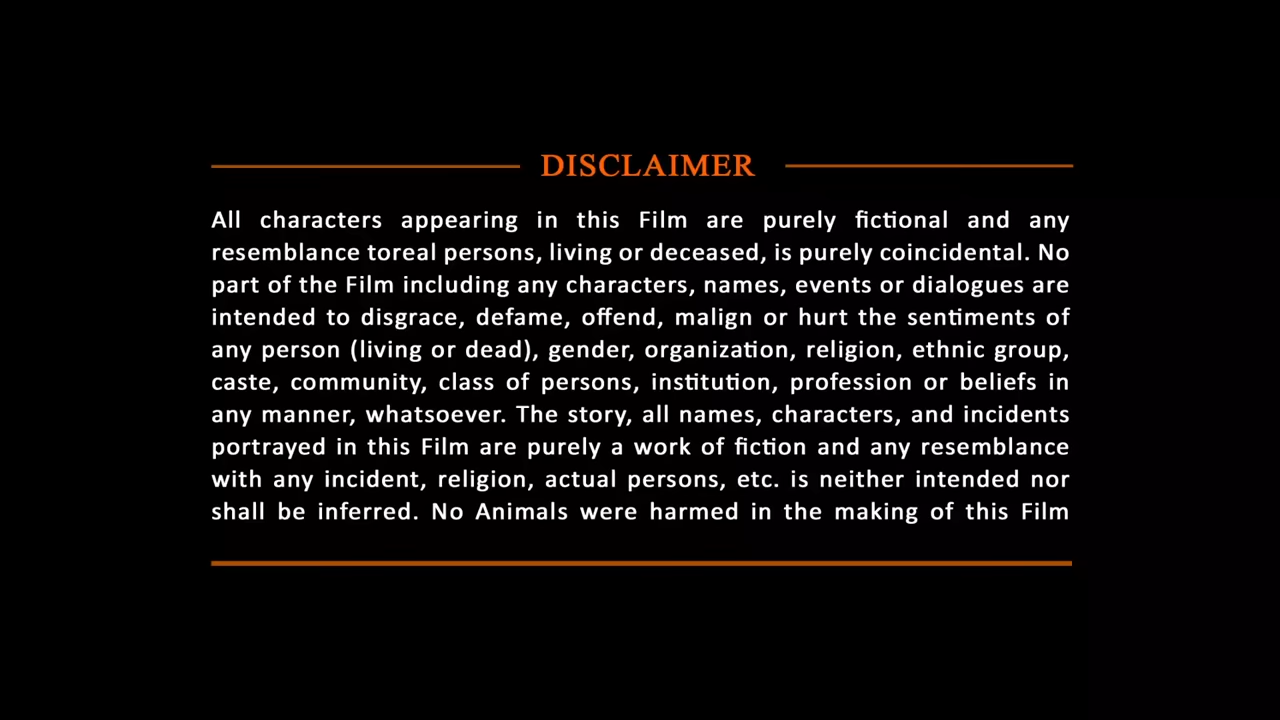 DISCLAIMER
All characters appearing in this Film are purely fictional and any
resemblance toreal persons, living or deceased, is purely coincidental. No
part of the Film including any characters, names, events or dialogues are
intended to disgrace, defame, offend, malign or hurt the sentiments of
any person (living or dead), gender, organization, religion, ethnic group,
caste, community, class of persons, institution, profession or beliefs in
any manner, whatsoever. The story, all names, characters, and incidents
portrayed in this Film are purely a work of fiction and any resemblance
with any incident, religion, actual persons, etc. is neither intended nor
shall be inferred. No Animals were harmed in the making of this Film